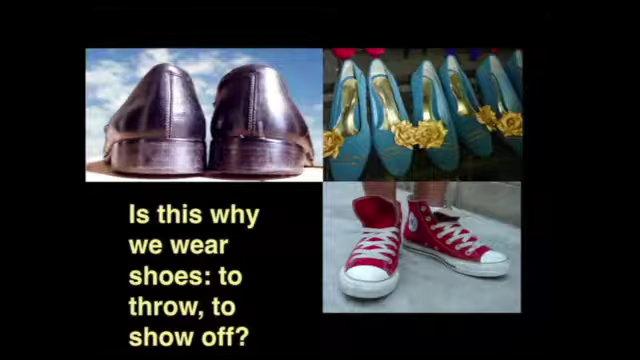 Is this why
we wear
shoes: to
throw, to
show off?